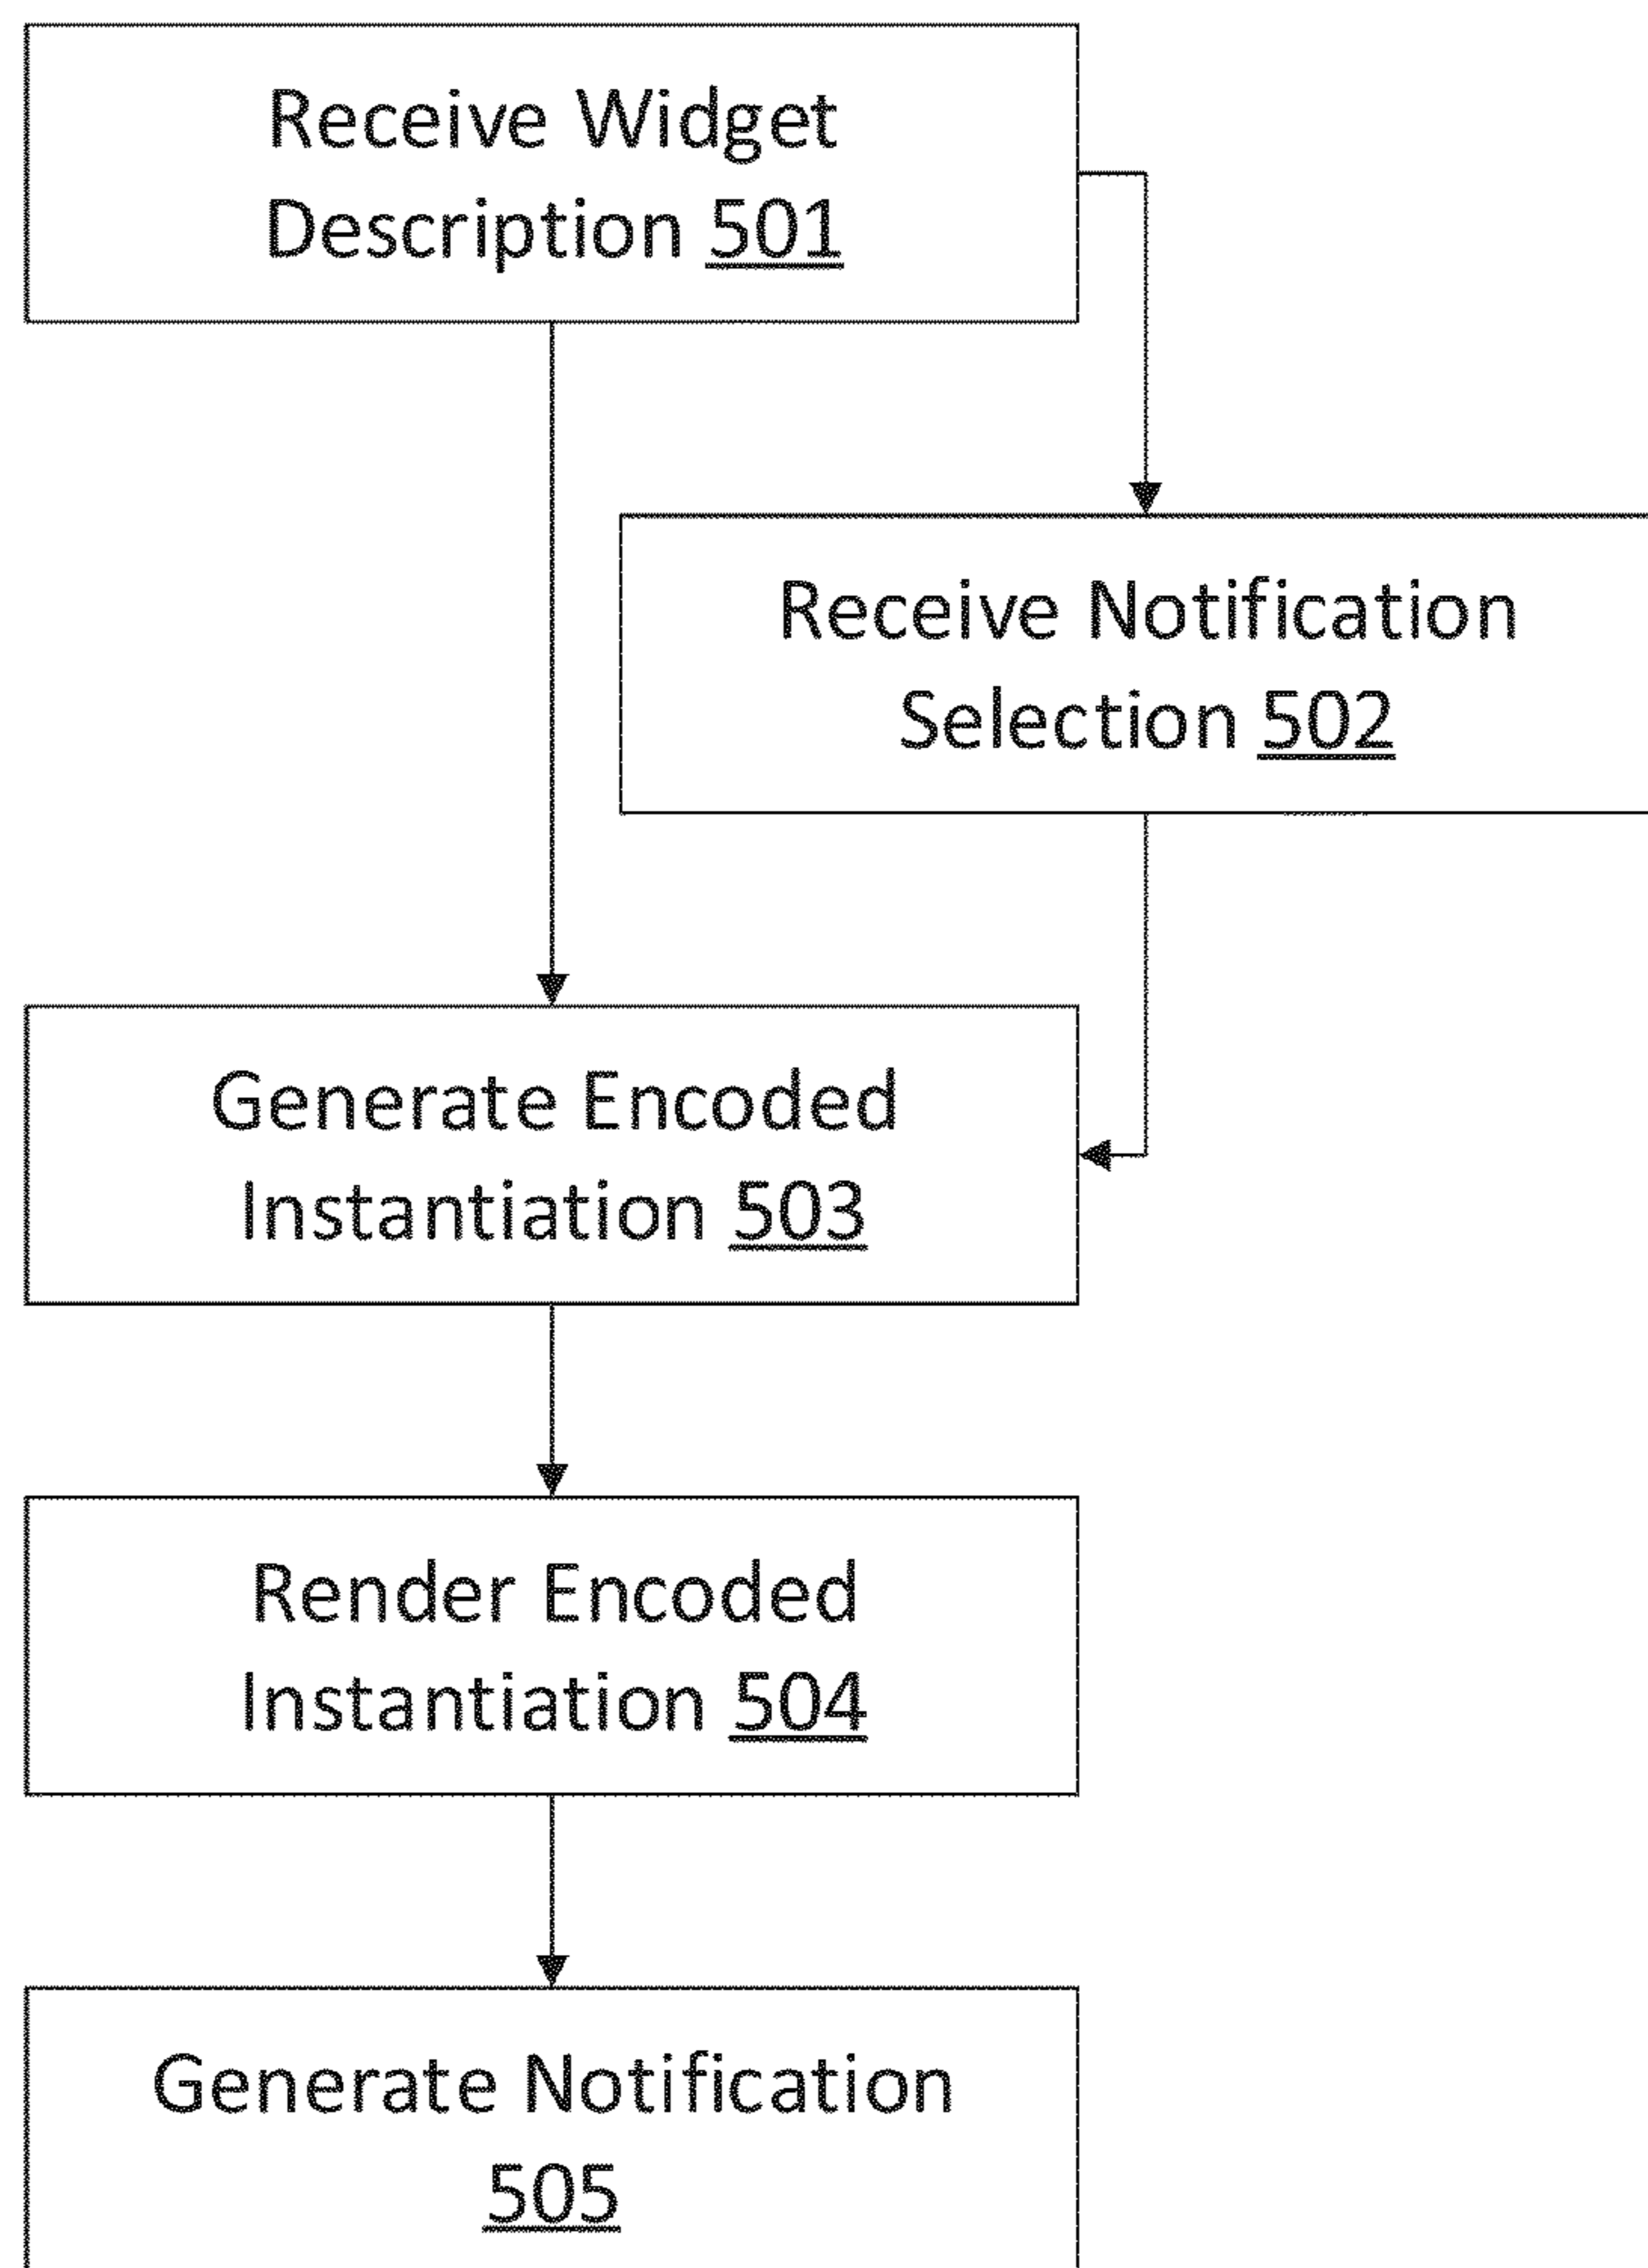 Receive Widget
Description 501
Receive Notification
Selection 502
Generate Encoded
Instantiation 503
Render Encoded
Instantiation 504
Generate Notification
505